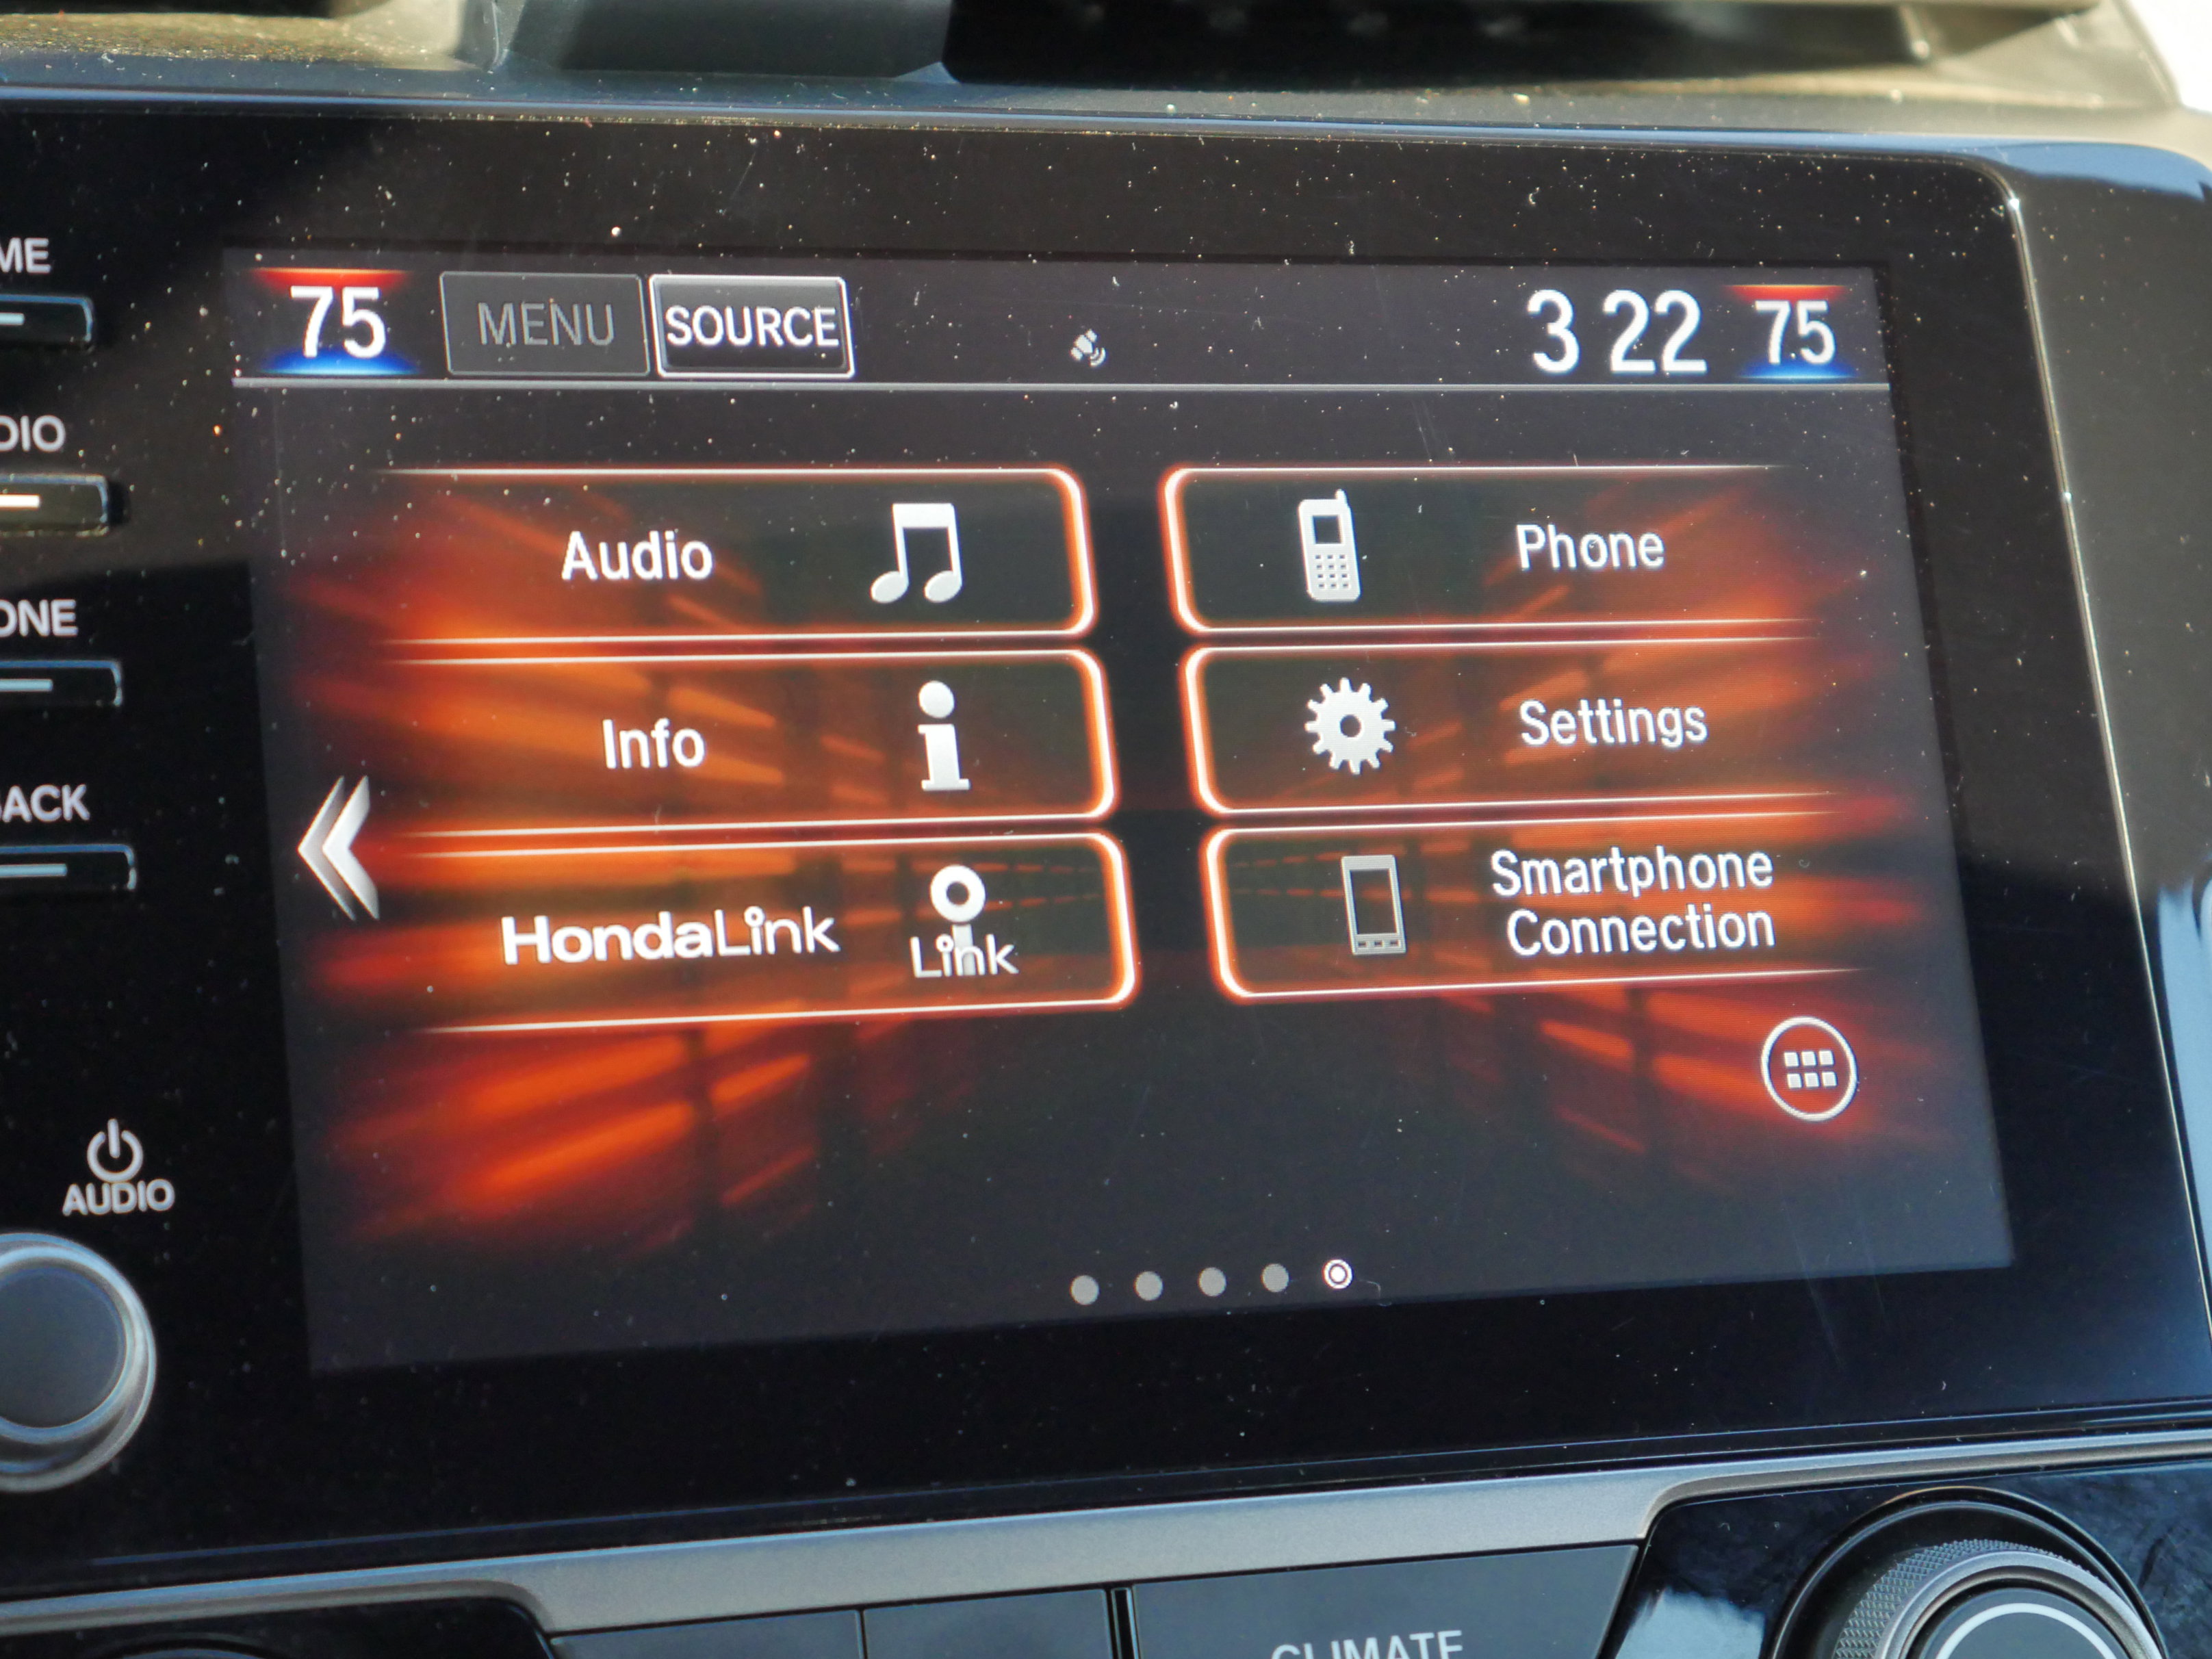 75 MENU SOURCE 3 22 75
Audio
Phone
Info
Settings
HondaLink
Link
Smartphone
Connection
ME
DIO
ONE
BACK
AUDIO
CLIMATE